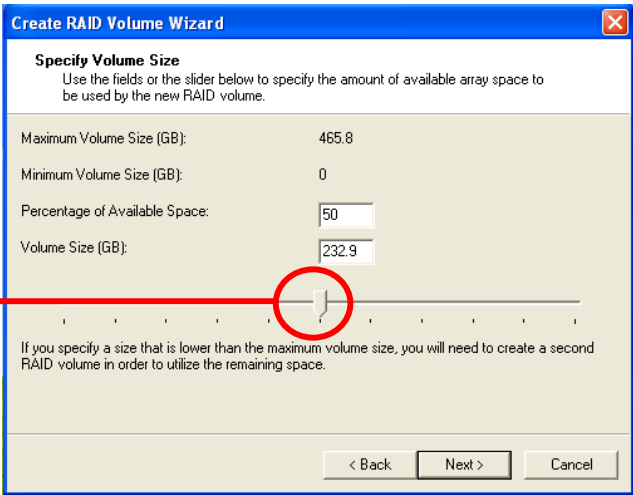 Create RAID Volume Wizard
Specify Volume Size
Use the fields or the slider below to specify the amount of available array space to
be used by the new RAID volume.
Maximum Volume Size (GB): 465.8
Minimum Volume Size (GB): 0
Percentage of Available Space: 50
Volume Size (GB): 232.9
If you specify a size that is lower than the maximum volume size, you will need to create a second
RAID volume in order to utilize the remaining space.
< Back Next > Cancel